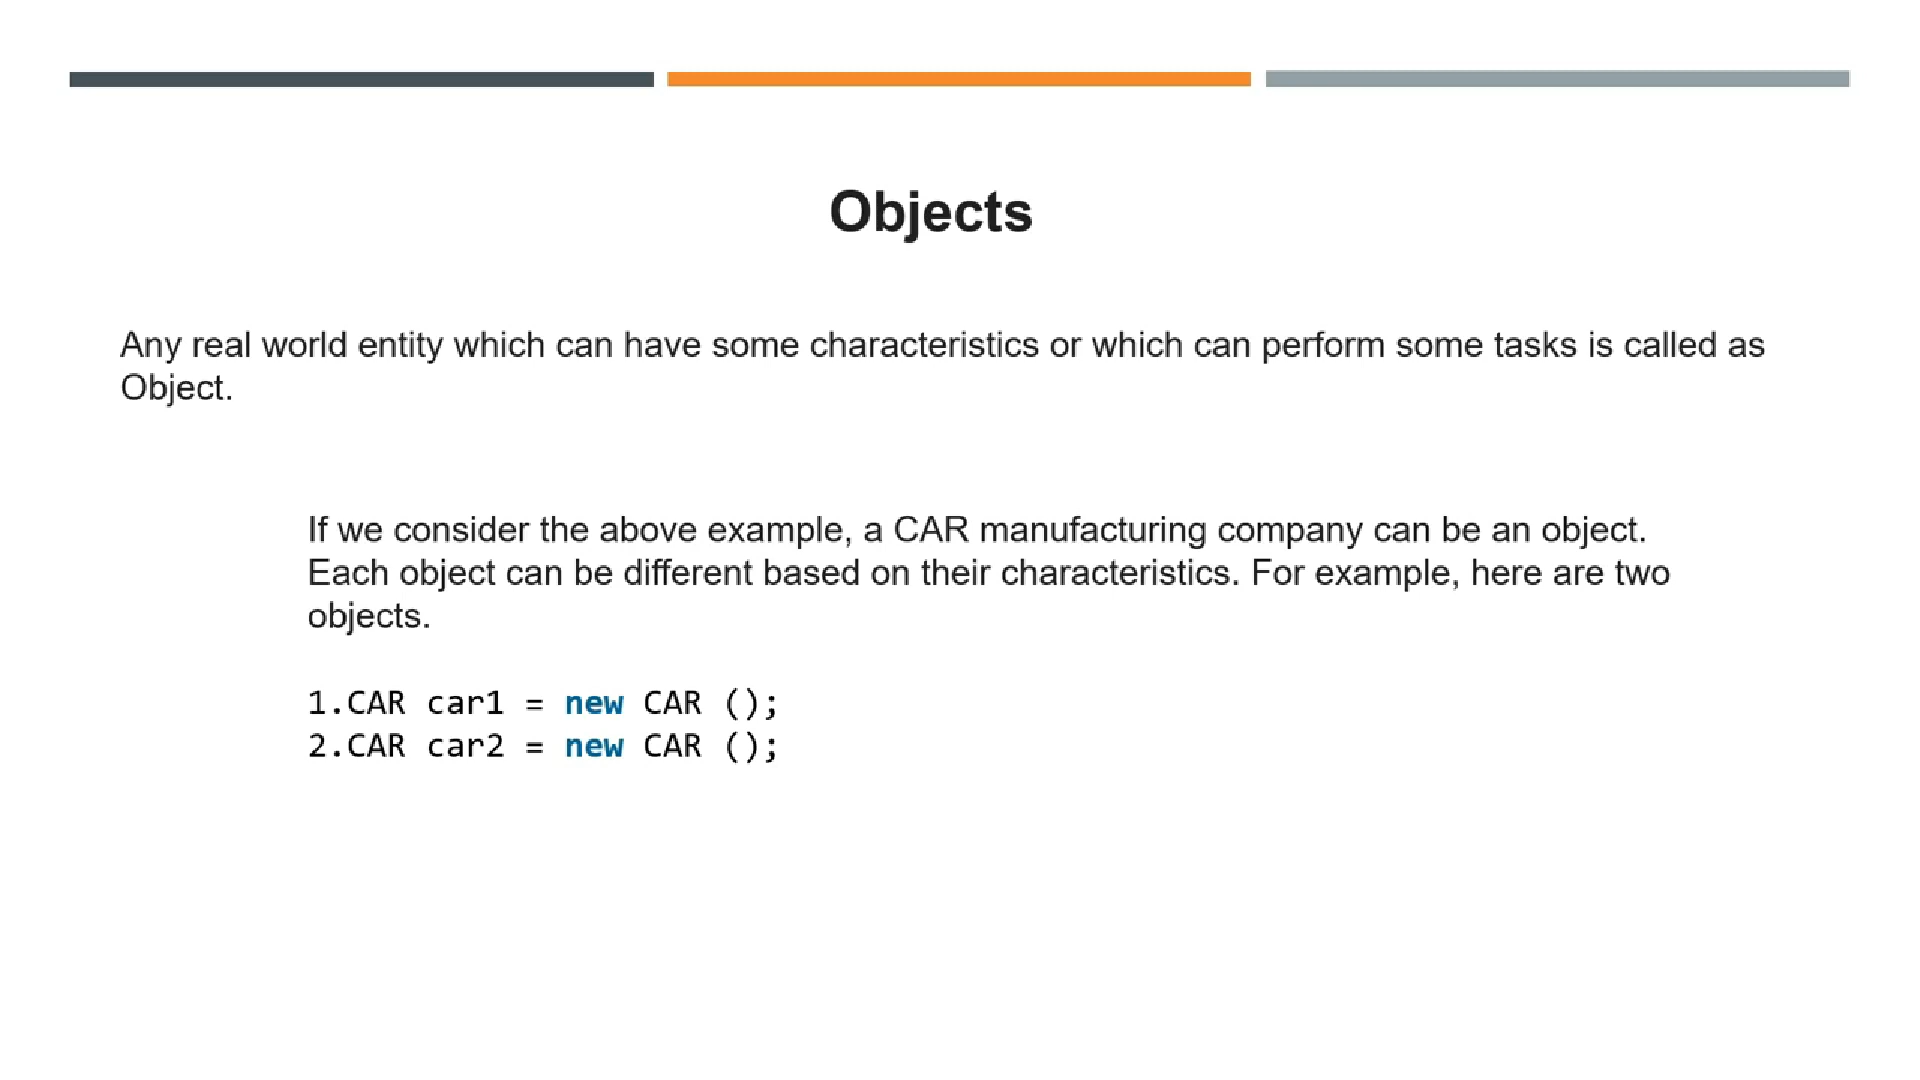 Objects
Any real world entity which can have some characteristics or which can perform some tasks is called as
Object.
If we consider the above example, a CAR manufacturing company can be an object.
Each object can be different based on their characteristics. For example, here are two
objects.
1.CAR car1 = new CAR ();
2.CAR car2 = new CAR ();